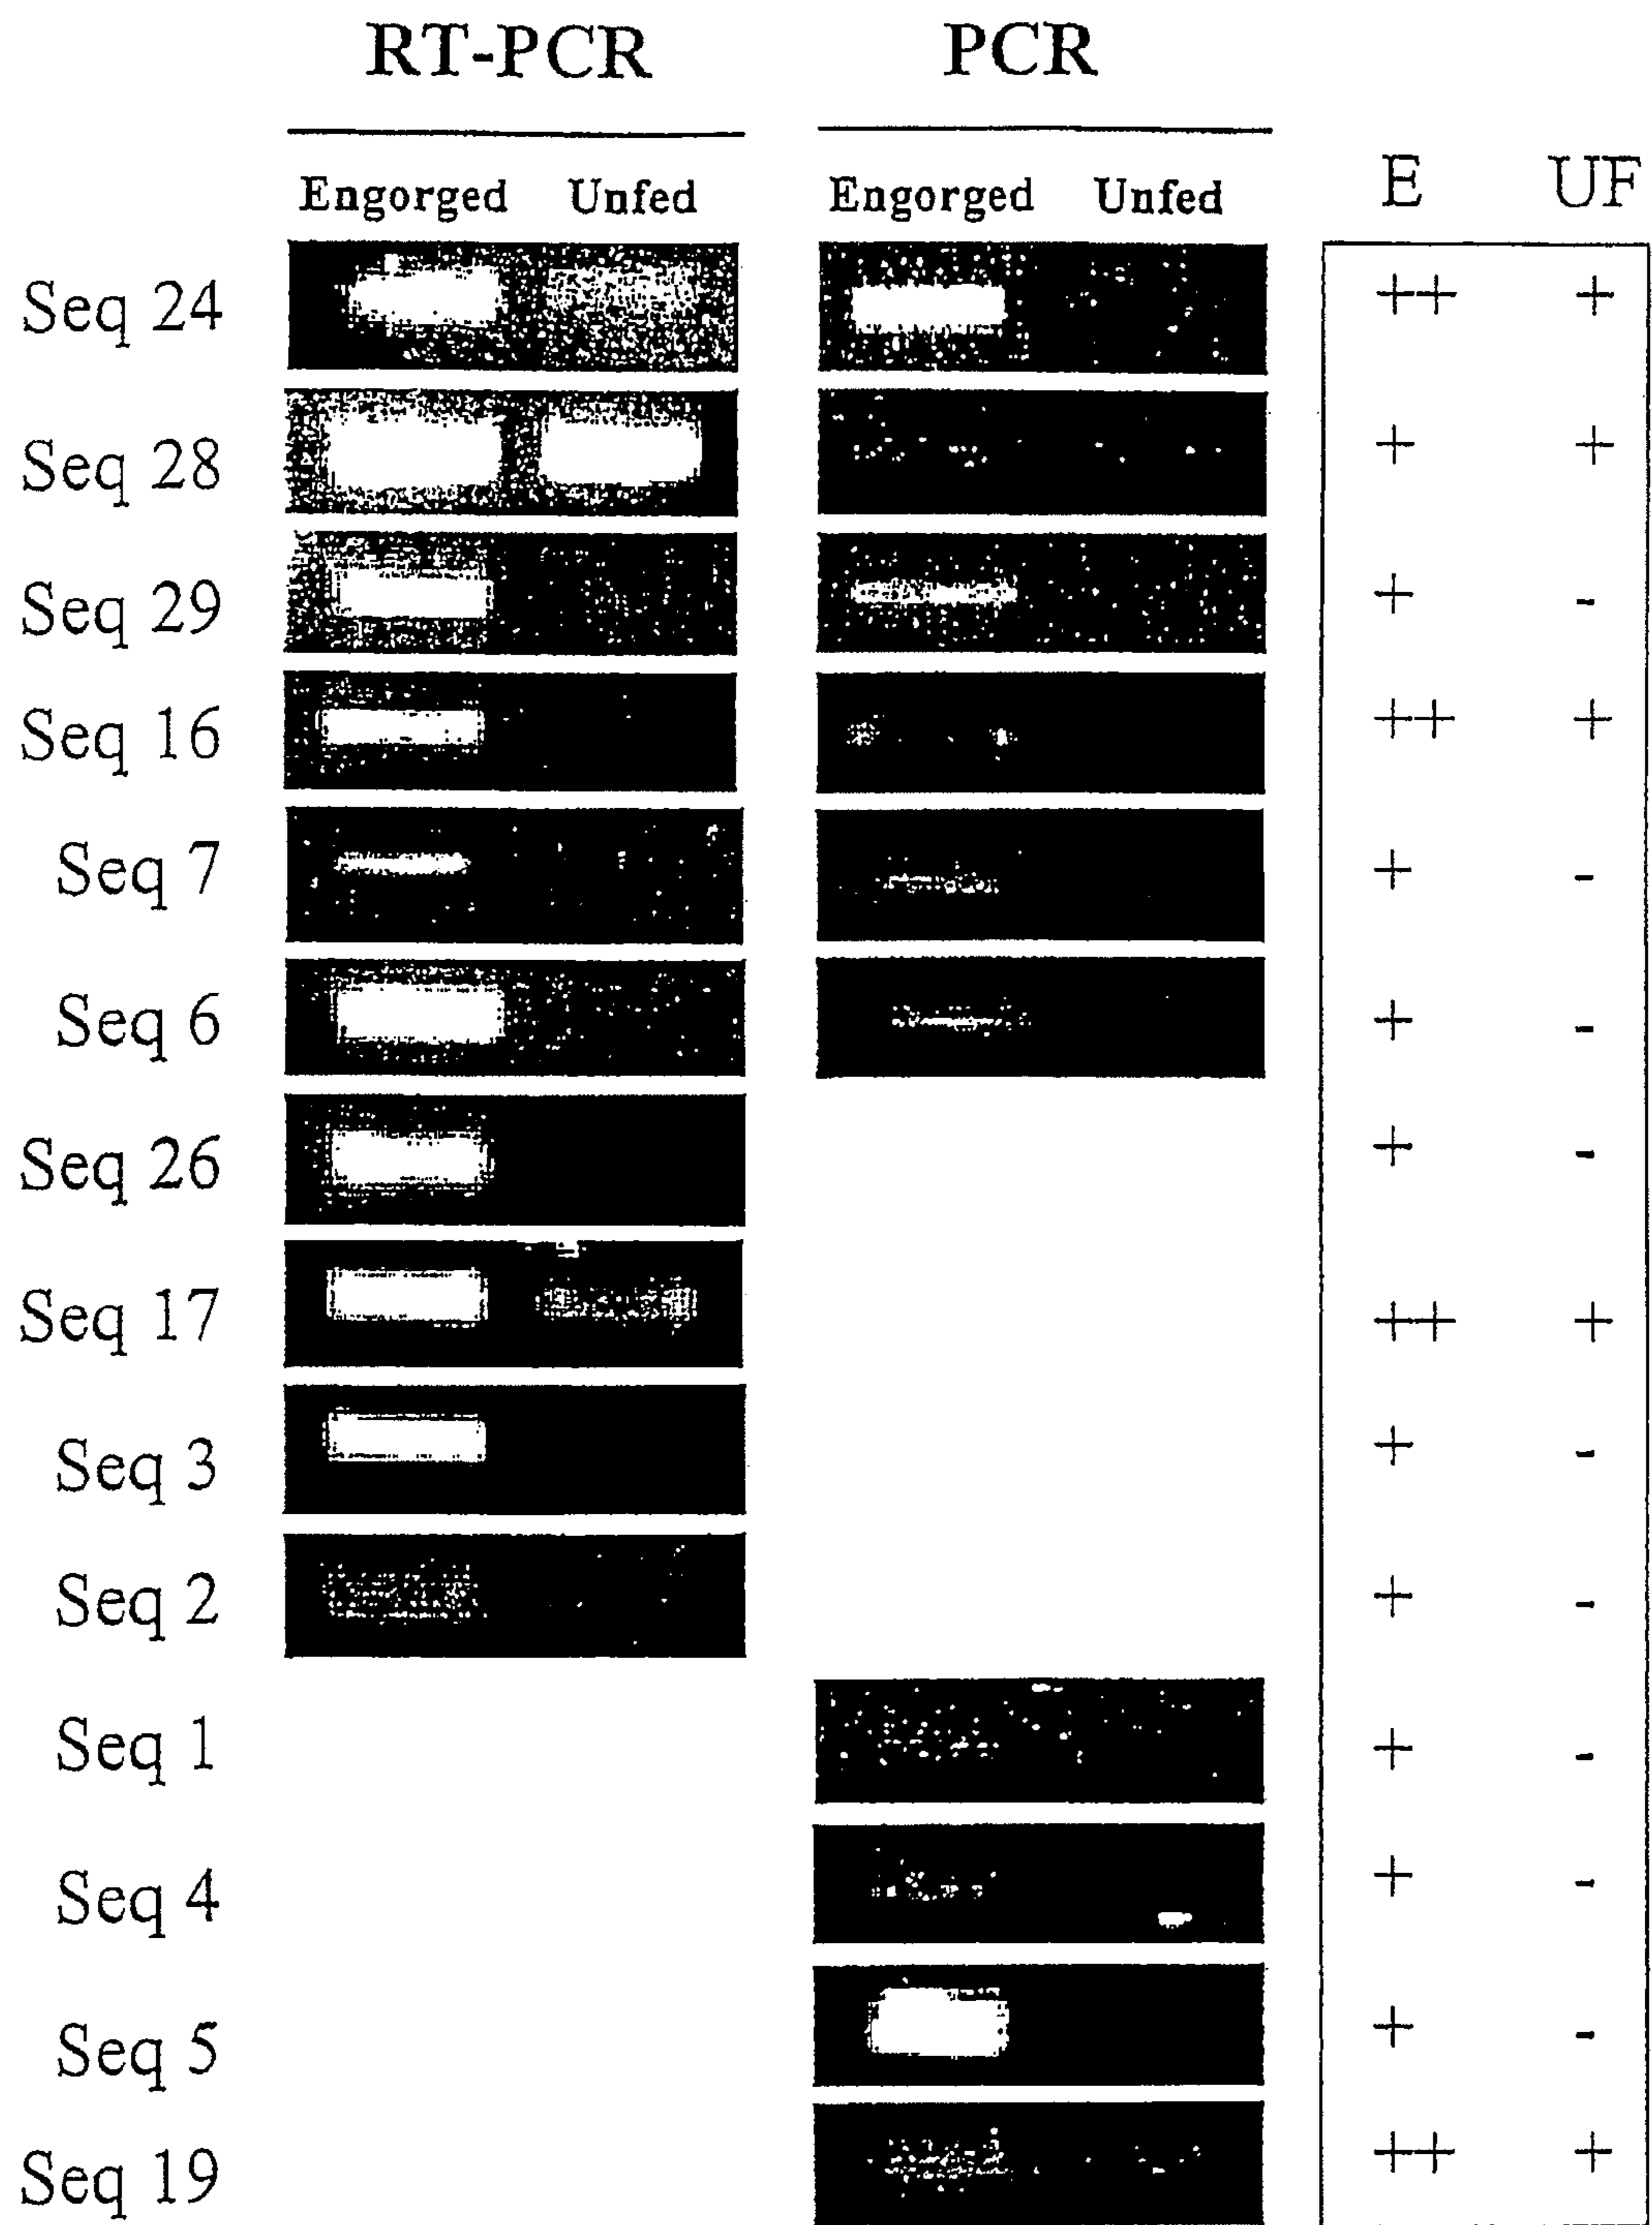 RT-PCR PCR
Engorged Unfed Engorged Unfed E UF
Seq 24 ++ +
Seq 28 + +
Seq 29 + -
Seq 16 ++ +
Seq 7 + -
Seq 6 + -
Seq 26 + -
Seq 17 ++ +
Seq 3 + -
Seq 2 + -
Seq 1 + -
Seq 4 + -
Seq 5 + -
Seq 19 ++ +